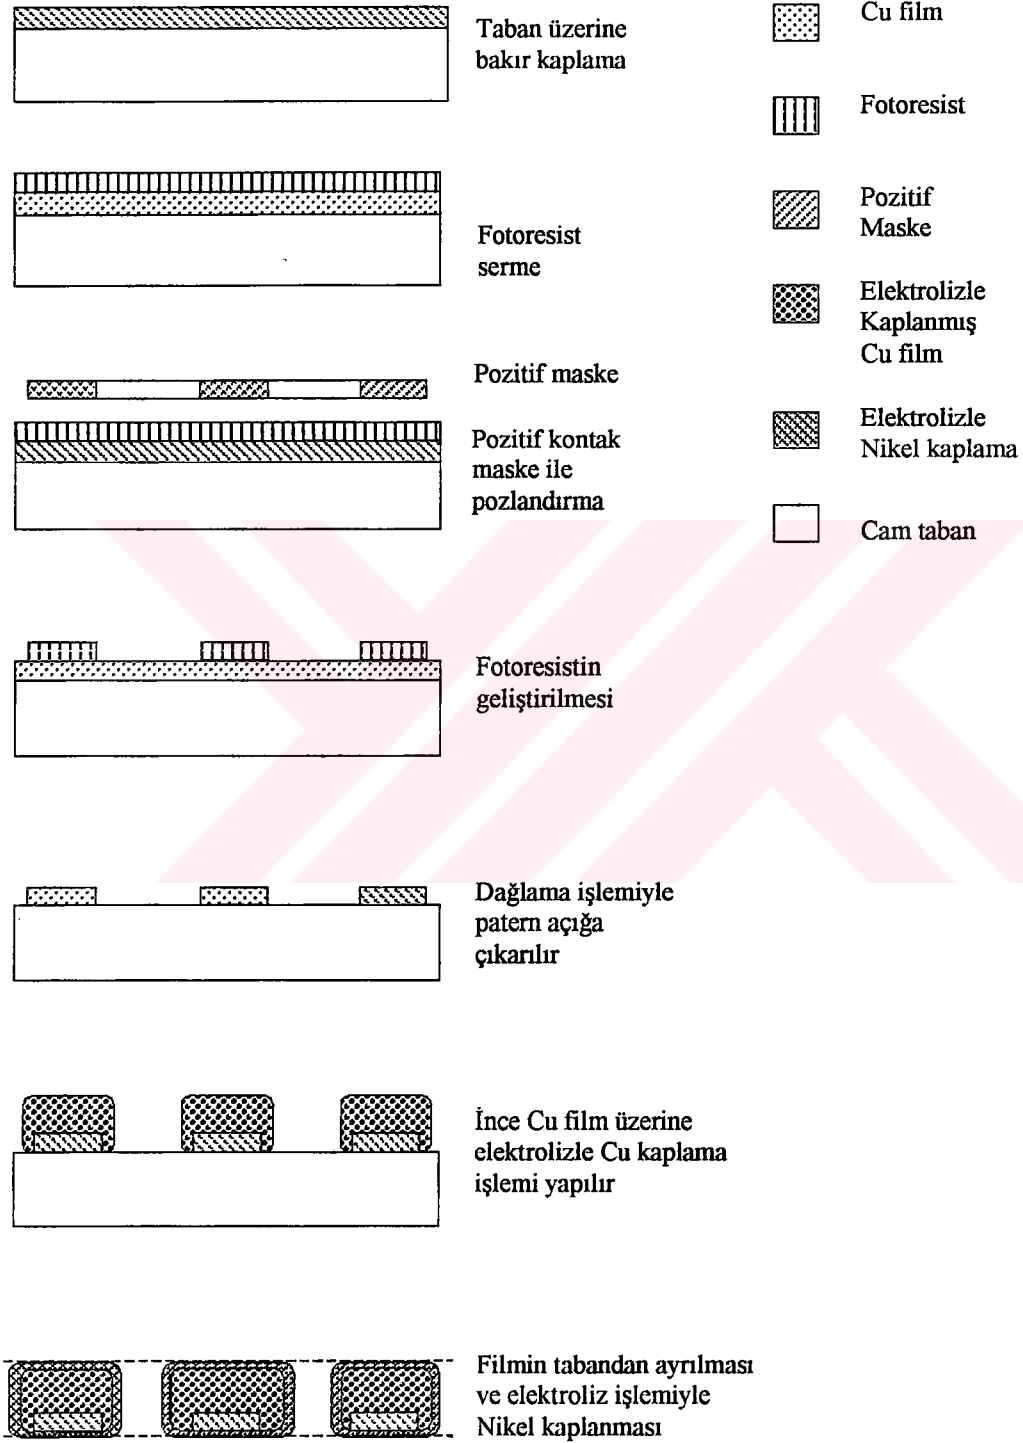 Taban üzerine
bakır kaplama
Fotoresist
serme
Pozitif maske
Pozitif kontak
maske ile
pozlandırma
Fotoresistin
geliştirilmesi
Dağlama işlemiyle
patern açığa
çıkarılır
İnce Cu film üzerine
elektrolizle Cu kaplama
işlemi yapılır
Filmin tabandan ayrılması
ve elektroliz işlemiyle
Nikel kaplanması
Cu film
Fotoresist
Pozitif
Maske
Elektrolizle
Kaplanmış
Cu film
Elektrolizle
Nikel kaplama
Cam taban